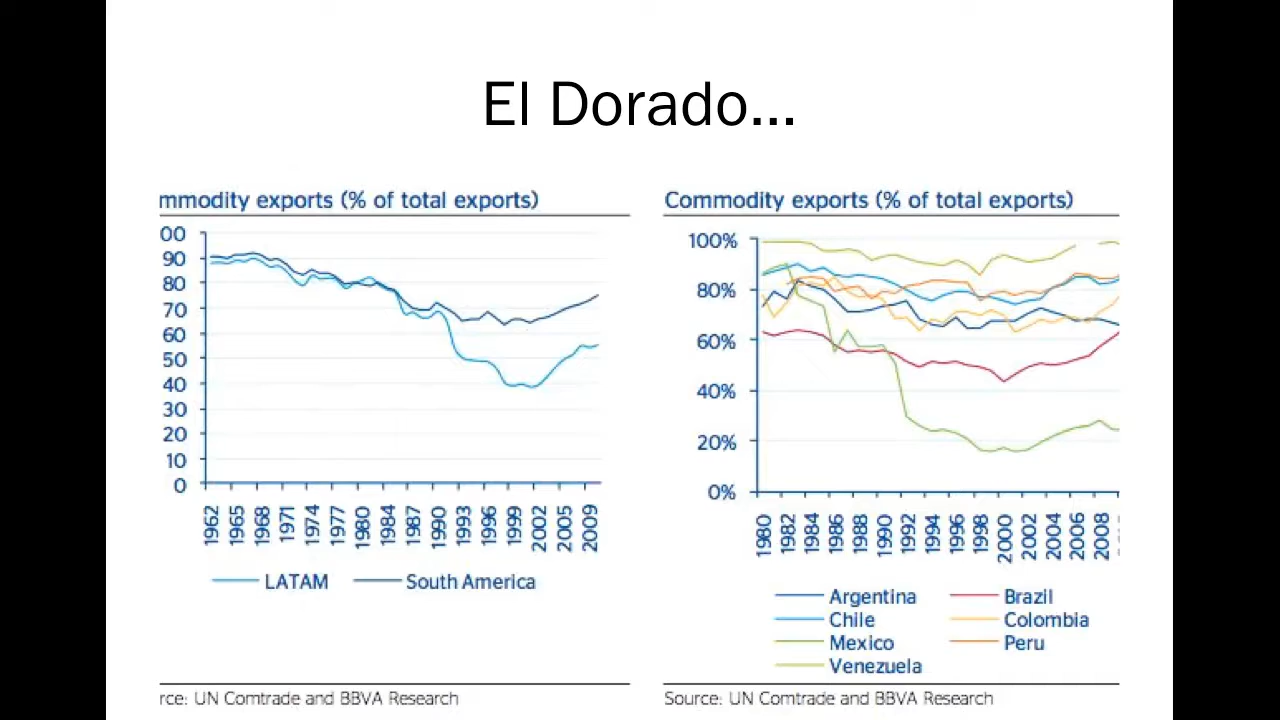 El Dorado...
mmodity exports (% of total exports)
00
90
80
70
60
50
40
30
20
10
0
1962 1965 1968 1971 1974 1977 1980 1984 1987 1990 1993 1996 1999 2002 2005 2009
LATAM South America
rce: UN Comtrade and BBVA Research
Commodity exports (% of total exports)
100%
80%
60%
40%
20%
0%
1980 1982 1984 1986 1988 1990 1992 1994 1996 1998 2000 2002 2004 2006 2008
Argentina Brazil
Chile Colombia
Mexico Peru
Venezuela
Source: UN Comtrade and BBVA Research